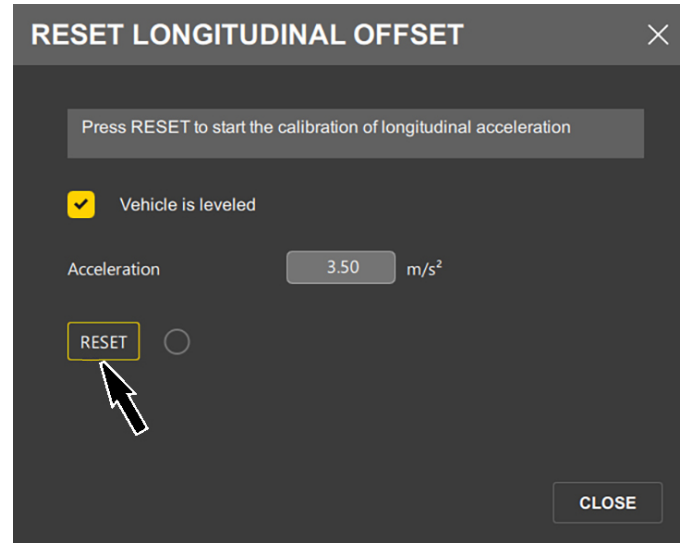 RESET LONGITUDINAL OFFSET
Press RESET to start the calibration of longitudinal acceleration
Vehicle is leveled
Acceleration 3.50 m/s²
RESET
CLOSE